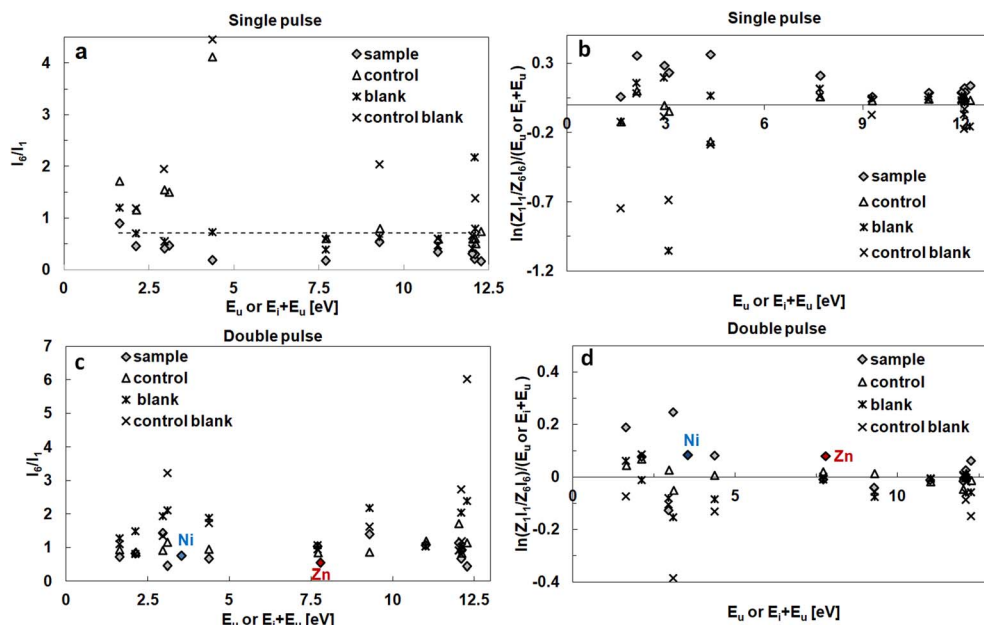 Single pulse
a
sample
control
blank
control blank
I6/I1
4
3
2
1
0
0
2.5
5
7.5
10
12.5
Eu or Ei+Eu [eV]
Single pulse
b
ln(Z1I1/Z6I6)/(Eu or Ei+Eu)
0.3
-0.2
-0.7
-1.2
0
3
6
9
12
sample
control
blank
control blank
Eu or Ei+Eu [eV]
Double pulse
c
sample
control
blank
control blank
I6/I1
7
6
5
4
3
2
1
0
Ni
Zn
0
2.5
5
7.5
10
12.5
Eu or Ei+Eu [eV]
Double pulse
d
sample
control
blank
control blank
ln(Z1I1/Z6I6)/(Eu or Ei+Eu)
0.4
0.2
0
-0.2
-0.4
Ni
Zn
0
5
10
Eu or Ei+Eu [eV]